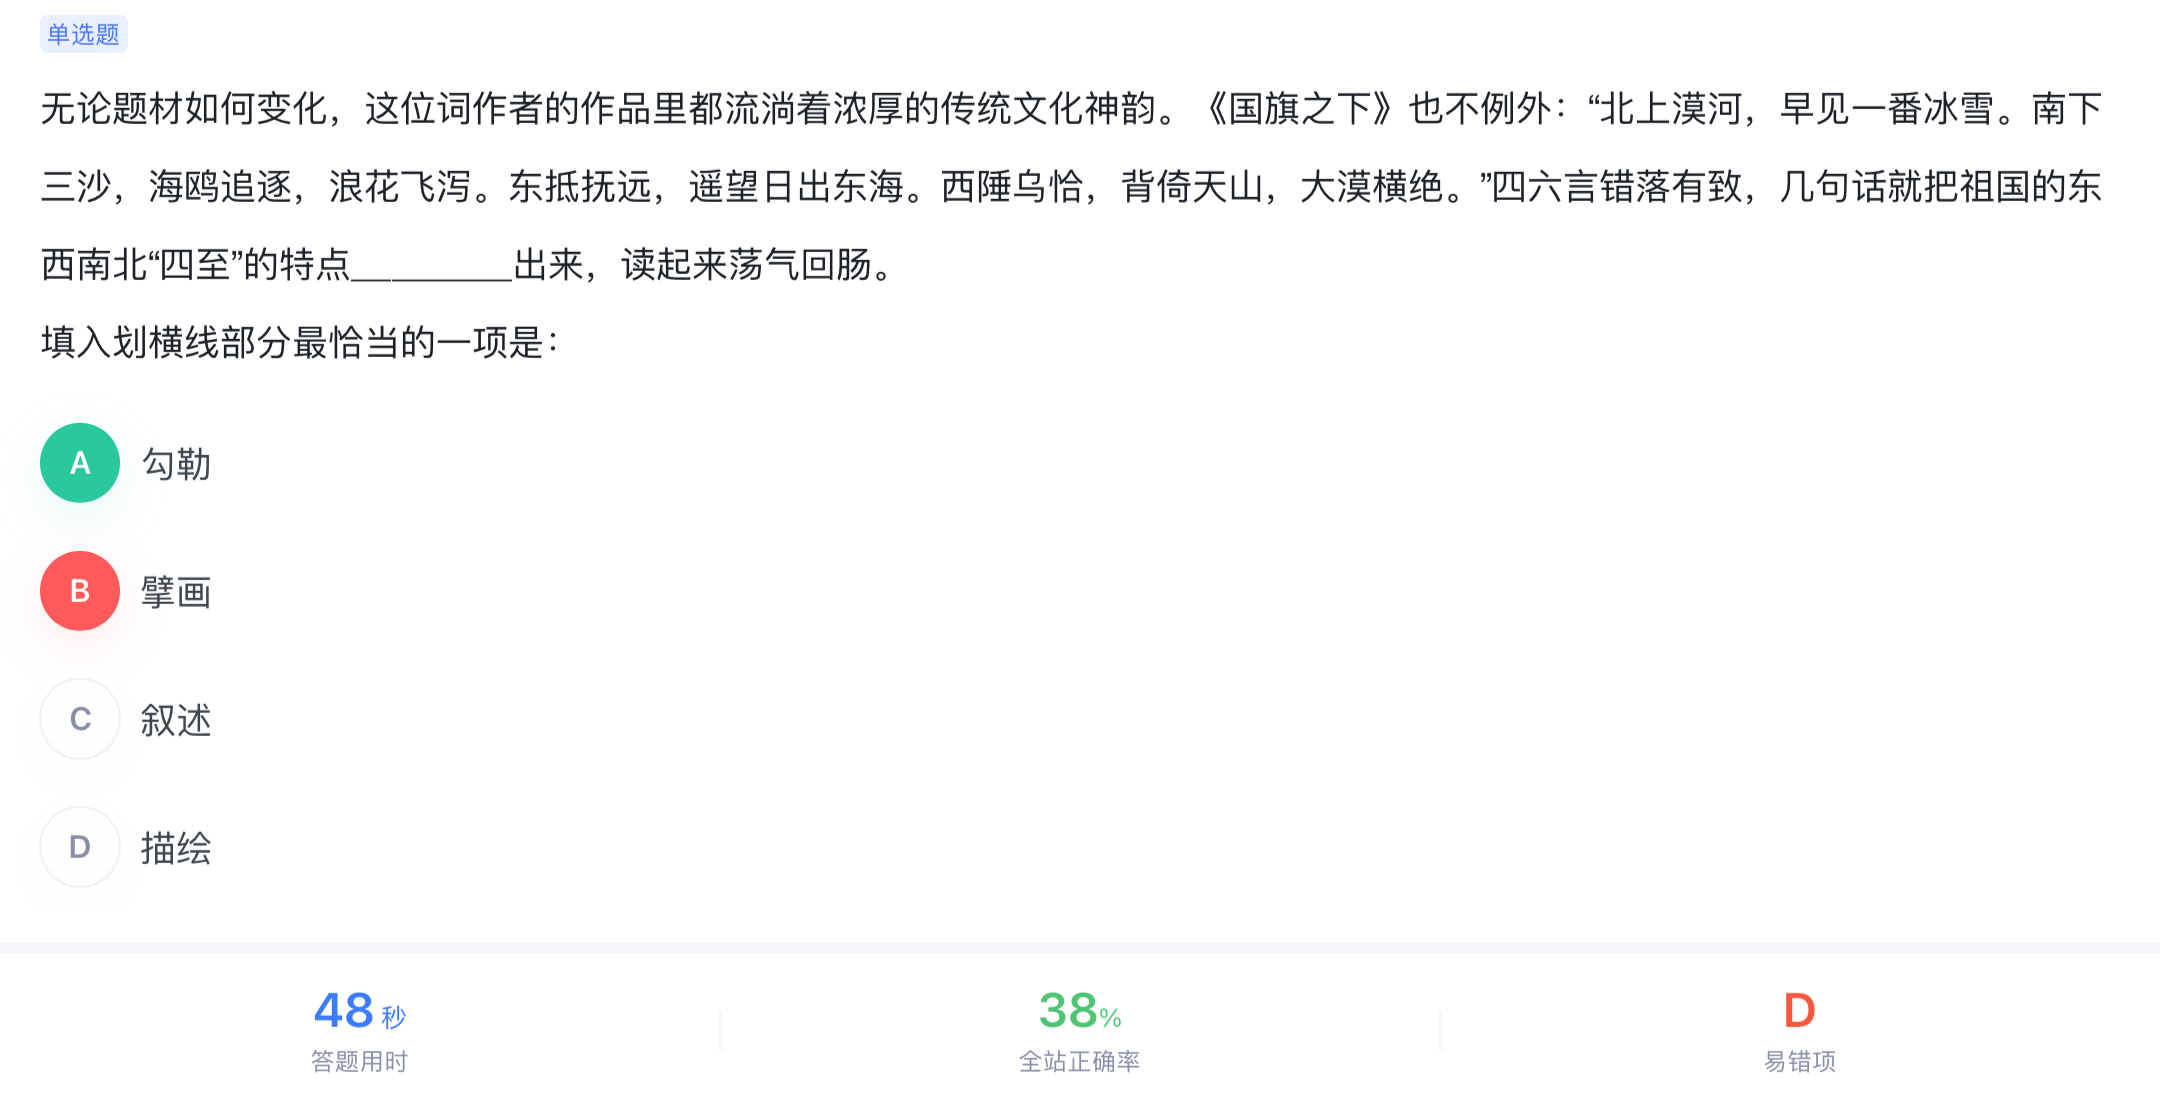 单选题
无论题材如何变化，这位词作者的作品里都流淌着浓厚的传统文化神韵。《国旗之下》也不例外：“北上漠河，早见一番冰雪。南下
三沙，海鸥追逐，浪花飞泻。东抵抚远，遥望日出东海。西陲乌恰，背倚天山，大漠横绝。”四六言错落有致，几句话就把祖国的东
西南北“四至”的特点_________出来，读起来荡气回肠。
填入划横线部分最恰当的一项是：
A 勾勒
B 擘画
C 叙述
D 描绘
48 秒 38% D
答题用时 全站正确率 易错项